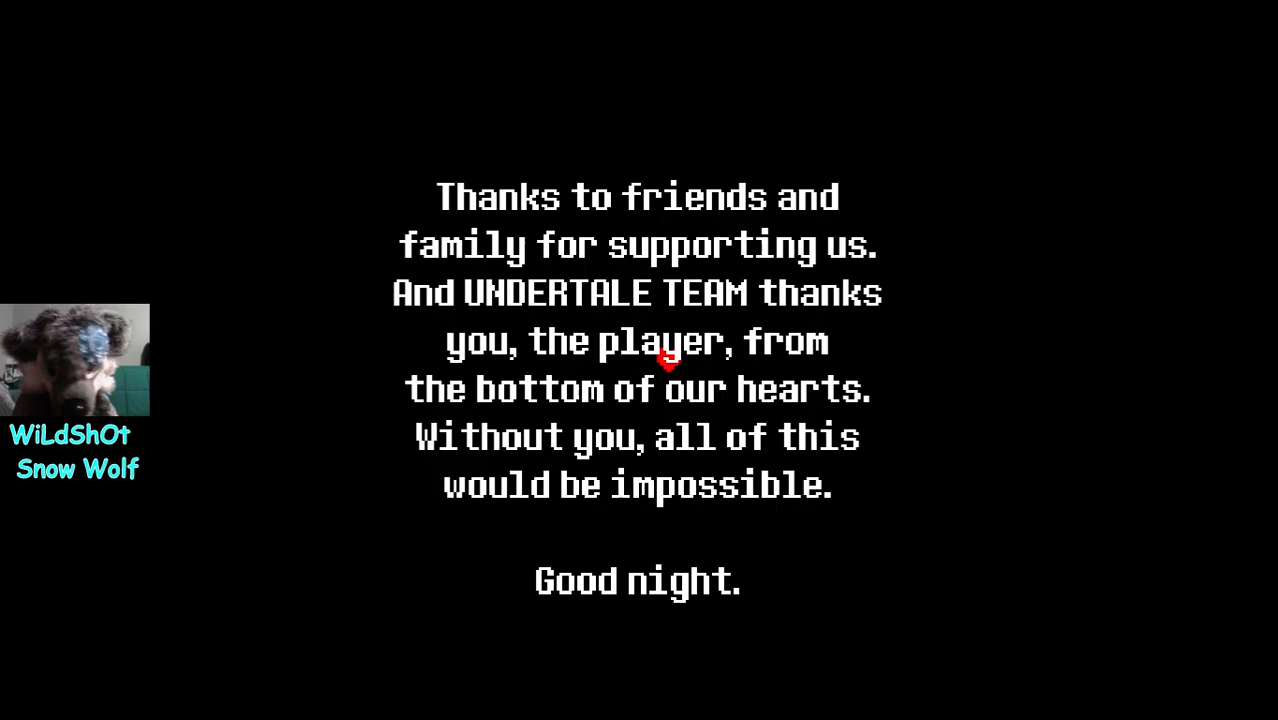 Thanks to friends and
family for supporting us.
And UNDERTALE TEAM thanks
you, the player, from
the bottom of our hearts.
Without you, all of this
would be impossible.
Good night.
WiLdShOt
Snow Wolf